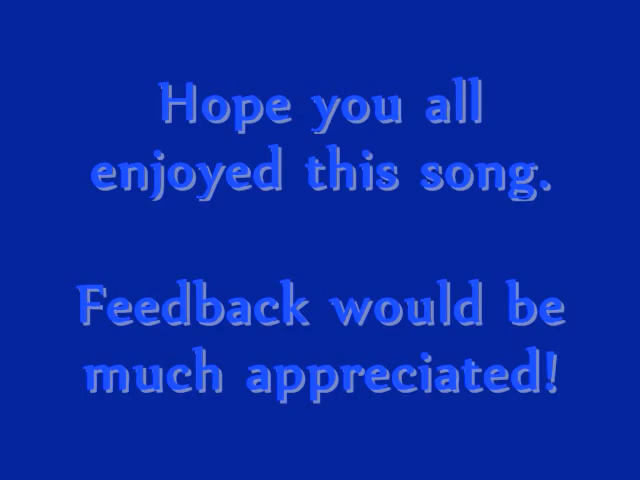 Hope you all
enjoyed this song.
Feedback would be
much appreciated!